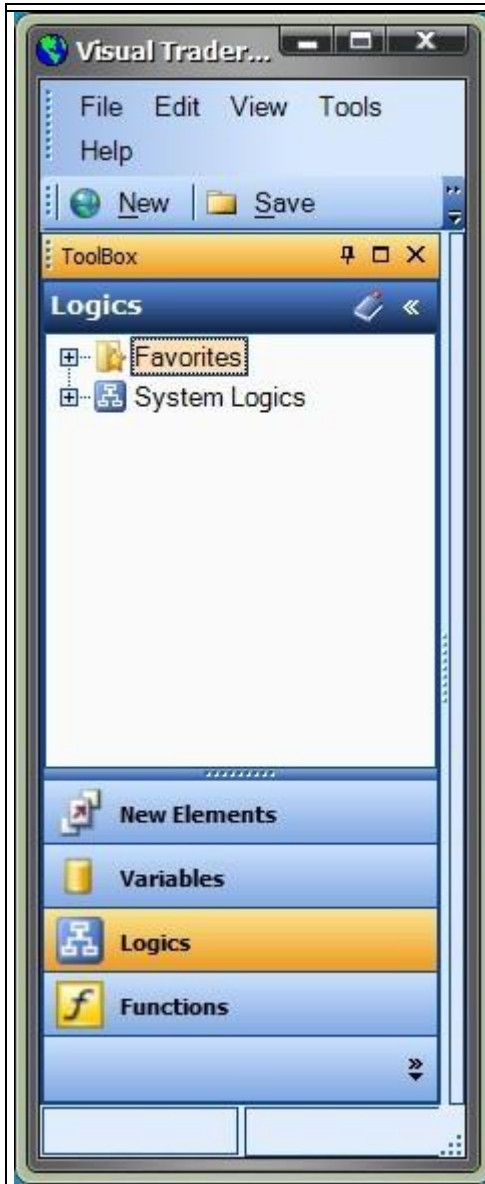 Visual Trader...
File Edit View Tools
Help
New Save
ToolBox
Logics
Favorites
System Logics
New Elements
Variables
Logics
Functions